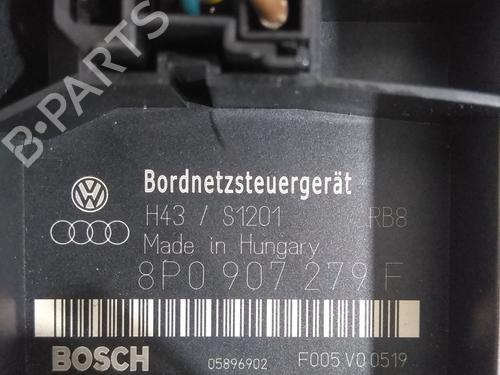 B-PARTS
Bordnetzsteuergerät
H43 / S1201 RB8
Made in Hungary
8P0 907 279 F
BOSCH 05896902 F005 V0 0519